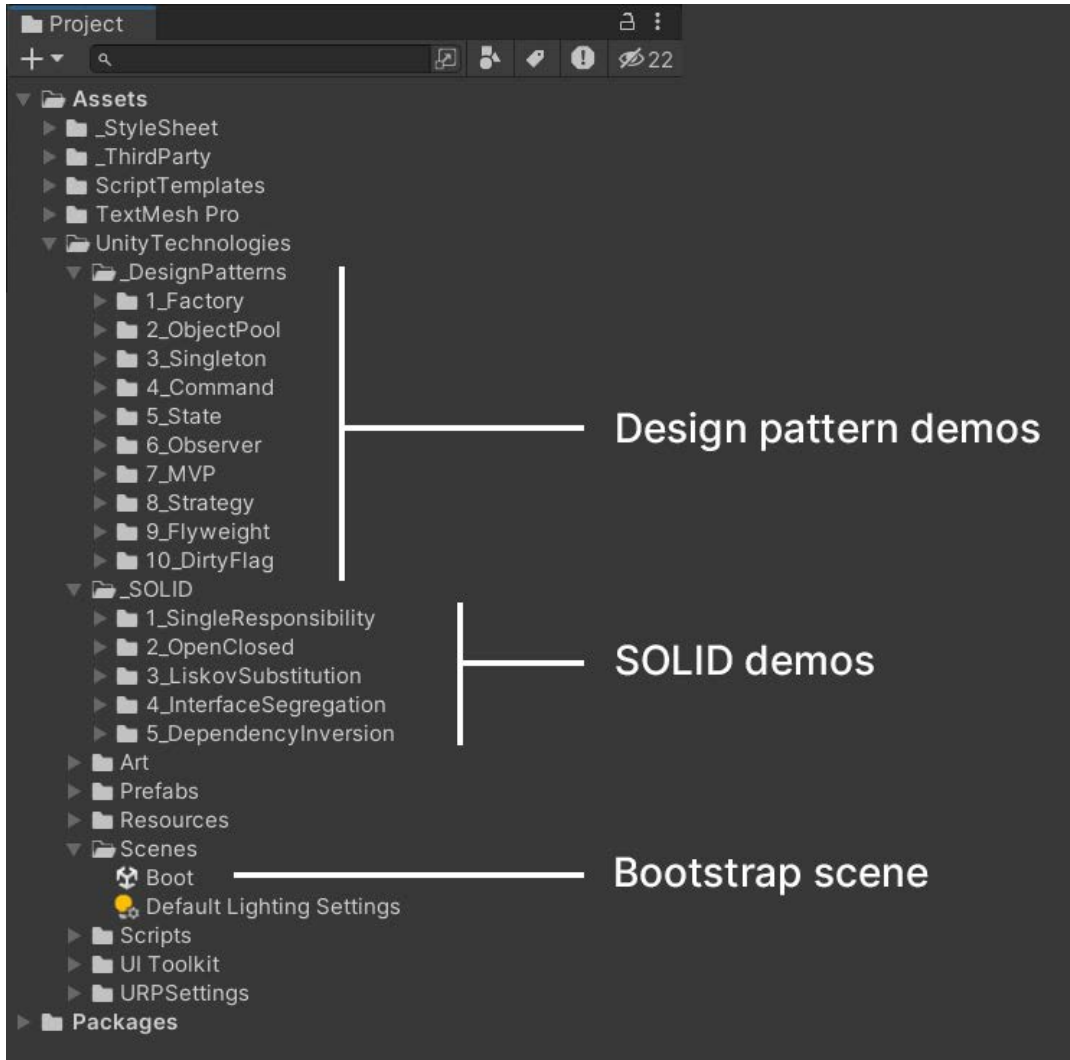 Project
22
Assets
_StyleSheet
_ThirdParty
ScriptTemplates
TextMesh Pro
UnityTechnologies
_DesignPatterns
1_Factory
2_ObjectPool
3_Singleton
4_Command
5_State
6_Observer
7_MVP
8_Strategy
9_Flyweight
10_DirtyFlag
Design pattern demos
_SOLID
1_SingleResponsibility
2_OpenClosed
3_LiskovSubstitution
4_InterfaceSegregation
5_DependencyInversion
SOLID demos
Art
Prefabs
Resources
Scenes
Boot
Bootstrap scene
Default Lighting Settings
Scripts
UI Toolkit
URPSettings
Packages